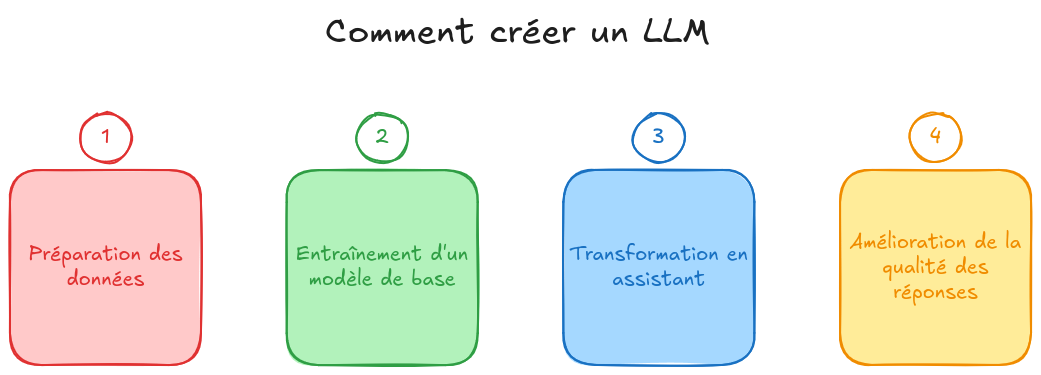 Comment créer un LLM
1
2
3
4
Préparation des
données
Entraînement d'un
modèle de base
Transformation en
assistant
Amélioration de la
qualité des
réponses